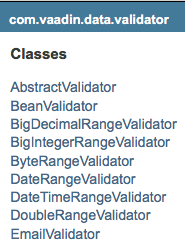 com.vaadin.data.validator
Classes
AbstractValidator
BeanValidator
BigDecimalRangeValidator
BigIntegerRangeValidator
ByteRangeValidator
DateRangeValidator
DateTimeRangeValidator
DoubleRangeValidator
EmailValidator